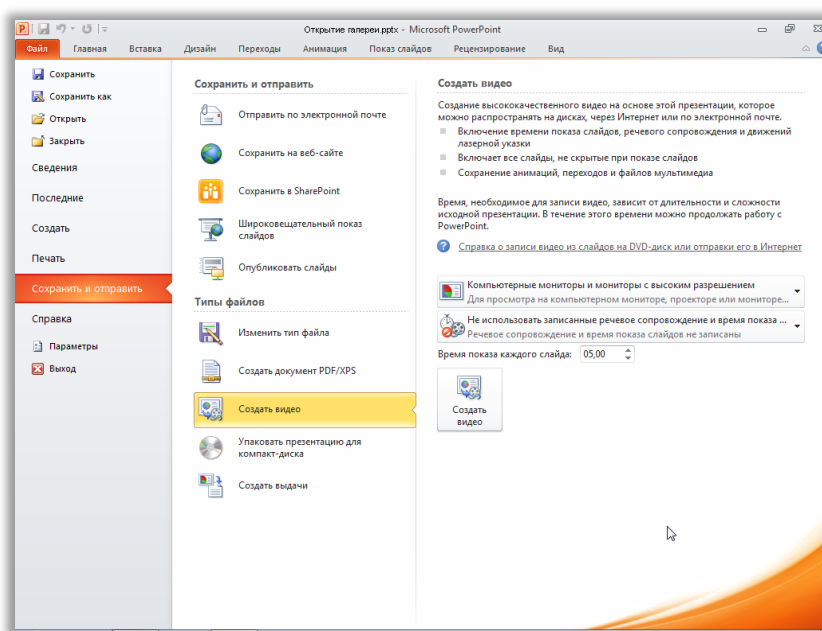 Открытие галереи.pptx - Microsoft PowerPoint
Файл Главная Вставка Дизайн Переходы Анимация Показ слайдов Рецензирование Вид
Сохранить
Сохранить как
Открыть
Закрыть
Сведения
Последние
Создать
Печать
Сохранить и отправить
Справка
Параметры
Выход
Сохранить и отправить
Отправить по электронной почте
Сохранить на веб-сайте
Сохранить в SharePoint
Широковещательный показ
слайдов
Опубликовать слайды
Типы файлов
Изменить тип файла
Создать документ PDF/XPS
Создать видео
Упаковать презентацию для
компакт-диска
Создать выдачи
Создать видео
Создание высококачественного видео на основе этой презентации, которое
можно распространять на дисках, через Интернет или по электронной почте.
Включение времени показа слайдов, речевого сопровождения и движений
лазерной указки
Включает все слайды, не скрытые при показе слайдов
Сохранение анимаций, переходов и файлов мультимедиа
Время, необходимое для записи видео, зависит от длительности и сложности
исходной презентации. В течение этого времени можно продолжать работу с
PowerPoint.
Справка о записи видео из слайдов на DVD-диск или отправки его в Интернет
Компьютерные мониторы и мониторы с высоким разрешением
Для просмотра на компьютерном мониторе, проекторе или мониторе...
Не использовать записанные речевое сопровождение и время показа ...
Речевое сопровождение и время показа слайдов не записаны
Время показа каждого слайда: 05,00
Создать
видео